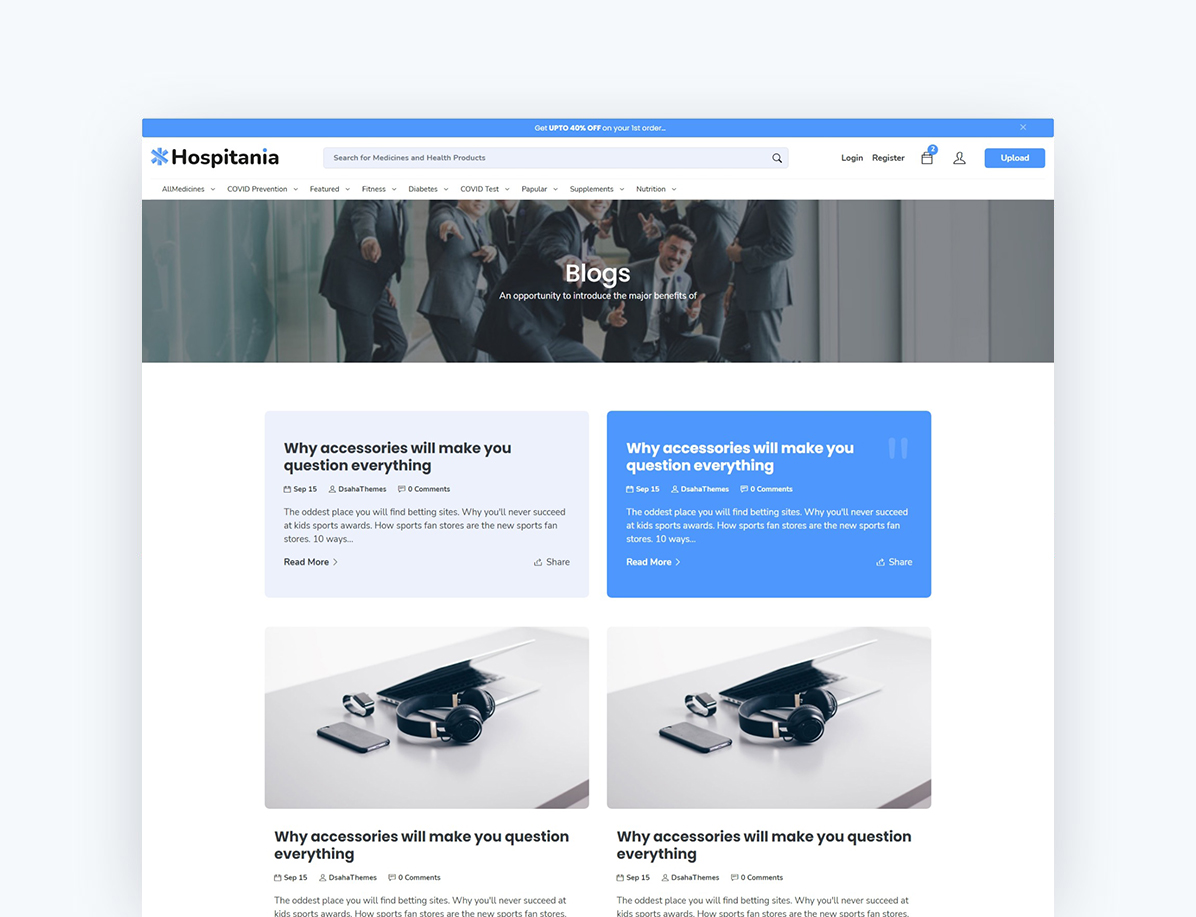 Get UPTO 40% OFF on your 1st order...
Hospitania
Search for Medicines and Health Products
2
Login Register Upload
AllMedicines COVID Prevention Featured Fitness Diabetes COVID Test Papular Supplements Nutrition
Blogs
An opportunity to introduce the major benefits of
Why accessories will make you
question everything
Sep 15 DsahaThemes 0 Comments
The oddest place you will find betting sites. Why you'll never succeed
at kids sports awards. How sports fan stores are the new sports fan
stores. 10 ways...
Read More Share
"
Why accessories will make you
question everything
Sep 15 DsahaThemes 0 Comments
The oddest place you will find betting sites. Why you'll never succeed
at kids sports awards. How sports fan stores are the new sports fan
stores. 10 ways...
Read More Share
Why accessories will make you question
everything
Sep 15 DsahaThemes 0 Comments
The oddest place you will find betting sites. Why you'll never succeed at
kids sports awards. How sports fan stores are the new sports fan stores.
Why accessories will make you question
everything
Sep 15 DsahaThemes 0 Comments
The oddest place you will find betting sites. Why you'll never succeed at
kids sports awards. How sports fan stores are the new sports fan stores.